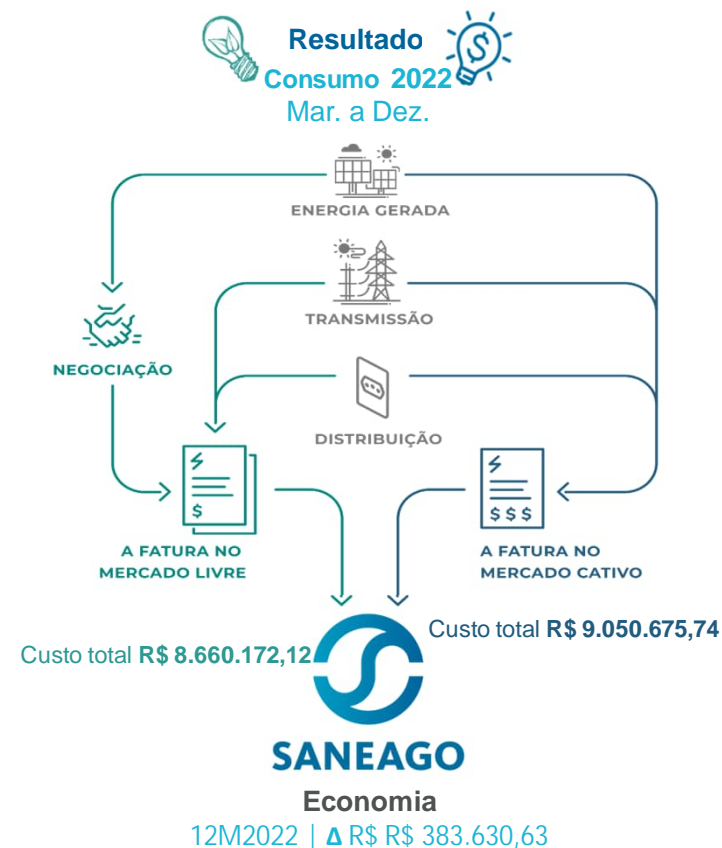 Resultado
Consumo 2022
Mar. a Dez.
ENERGIA GERADA
TRANSMISSÃO
NEGOCIAÇÃO
DISTRIBUIÇÃO
$
$ $ $
A FATURA NO
MERCADO LIVRE
A FATURA NO
MERCADO CATIVO
Custo total R$ 9.050.675,74
Custo total R$ 8.660.172,12
SANEAGO
Economia
12M2022 | Δ R$ R$ 383.630,63